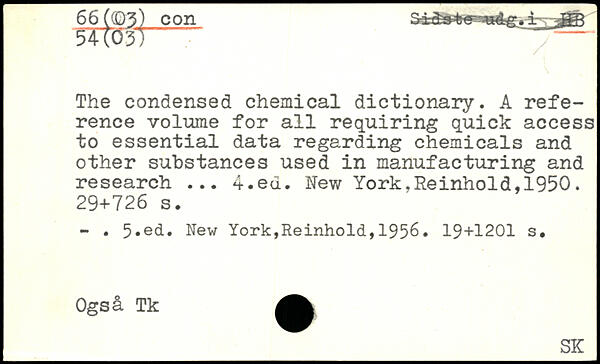 66(03) con Sidste udg.i HB
54(03)
The condensed chemical dictionary. A refe-
rence volume for all requiring quick access
to essential data regarding chemicals and
other substances used in manufacturing and
research ... 4.ed. New York,Reinhold,1950.
29+726 s.
- . 5.ed. New York,Reinhold,1956. 19+1201 s.
Også Tk
SK